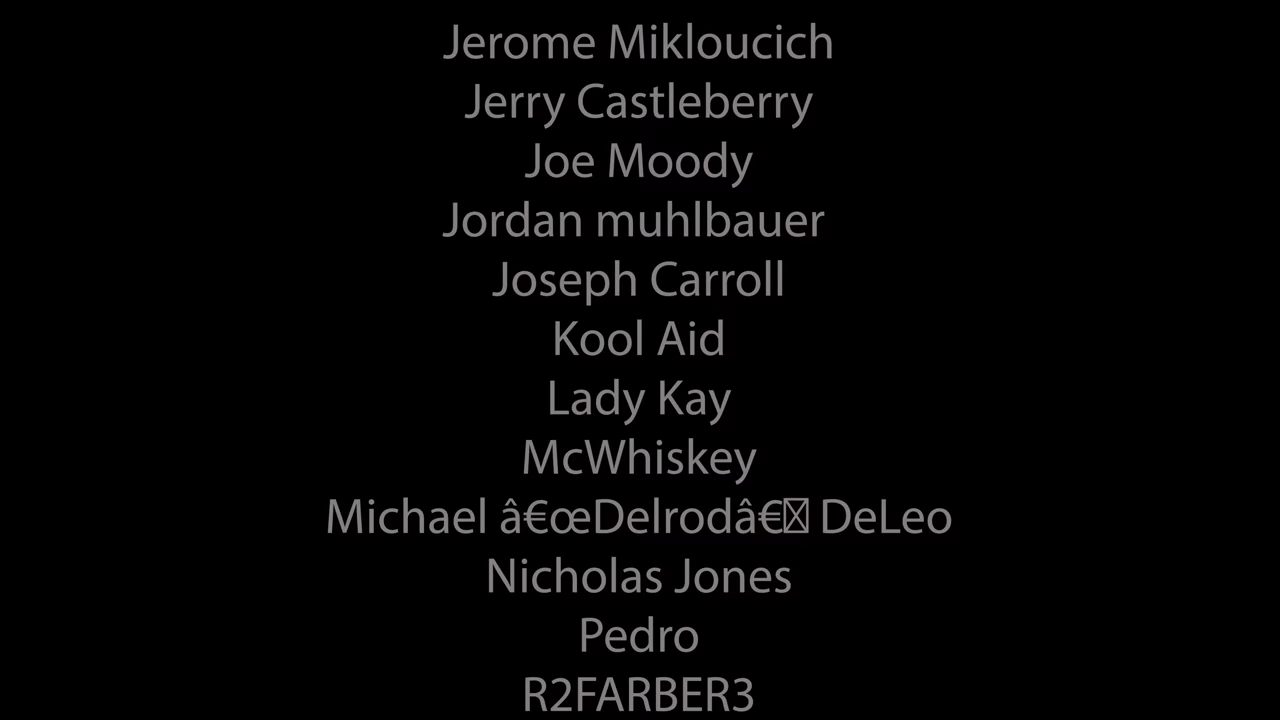 Jerome Mikloucich
Jerry Castleberry
Joe Moody
Jordan muhlbauer
Joseph Carroll
Kool Aid
Lady Kay
McWhiskey
Michael â€œDelrodâ€� DeLeo
Nicholas Jones
Pedro
R2FARBER3